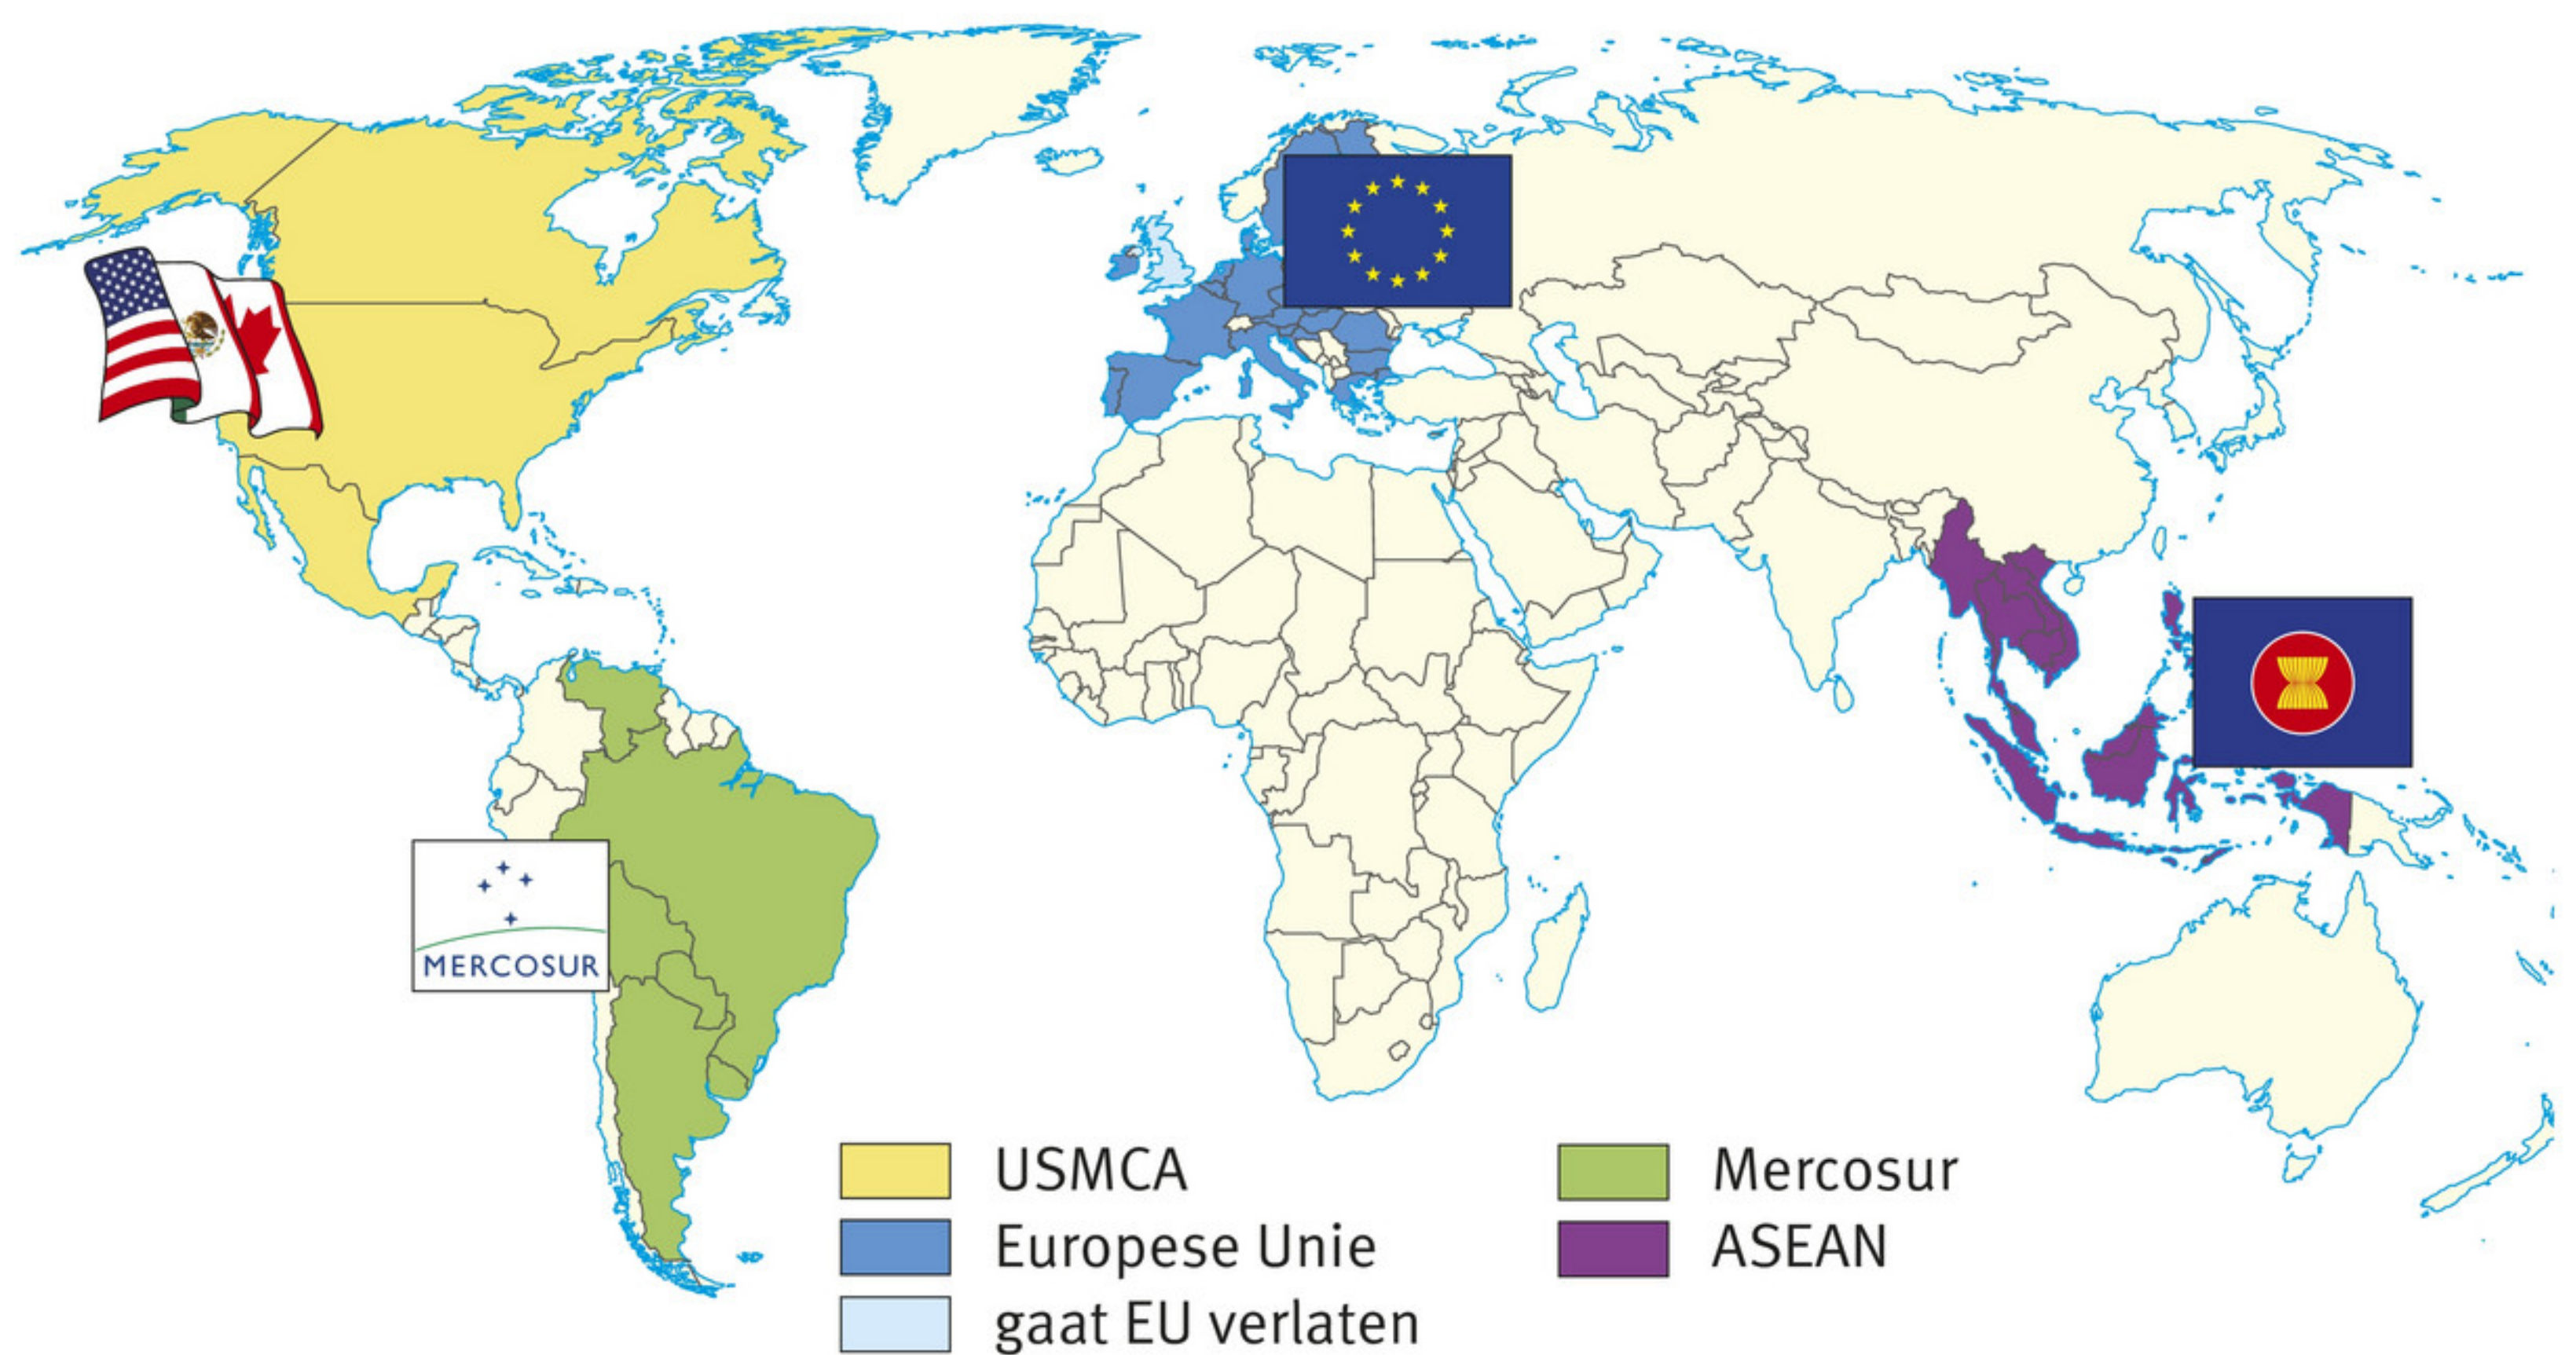 MERCOSUR
USMCA
Europese Unie
gaat EU verlaten
Mercosur
ASEAN